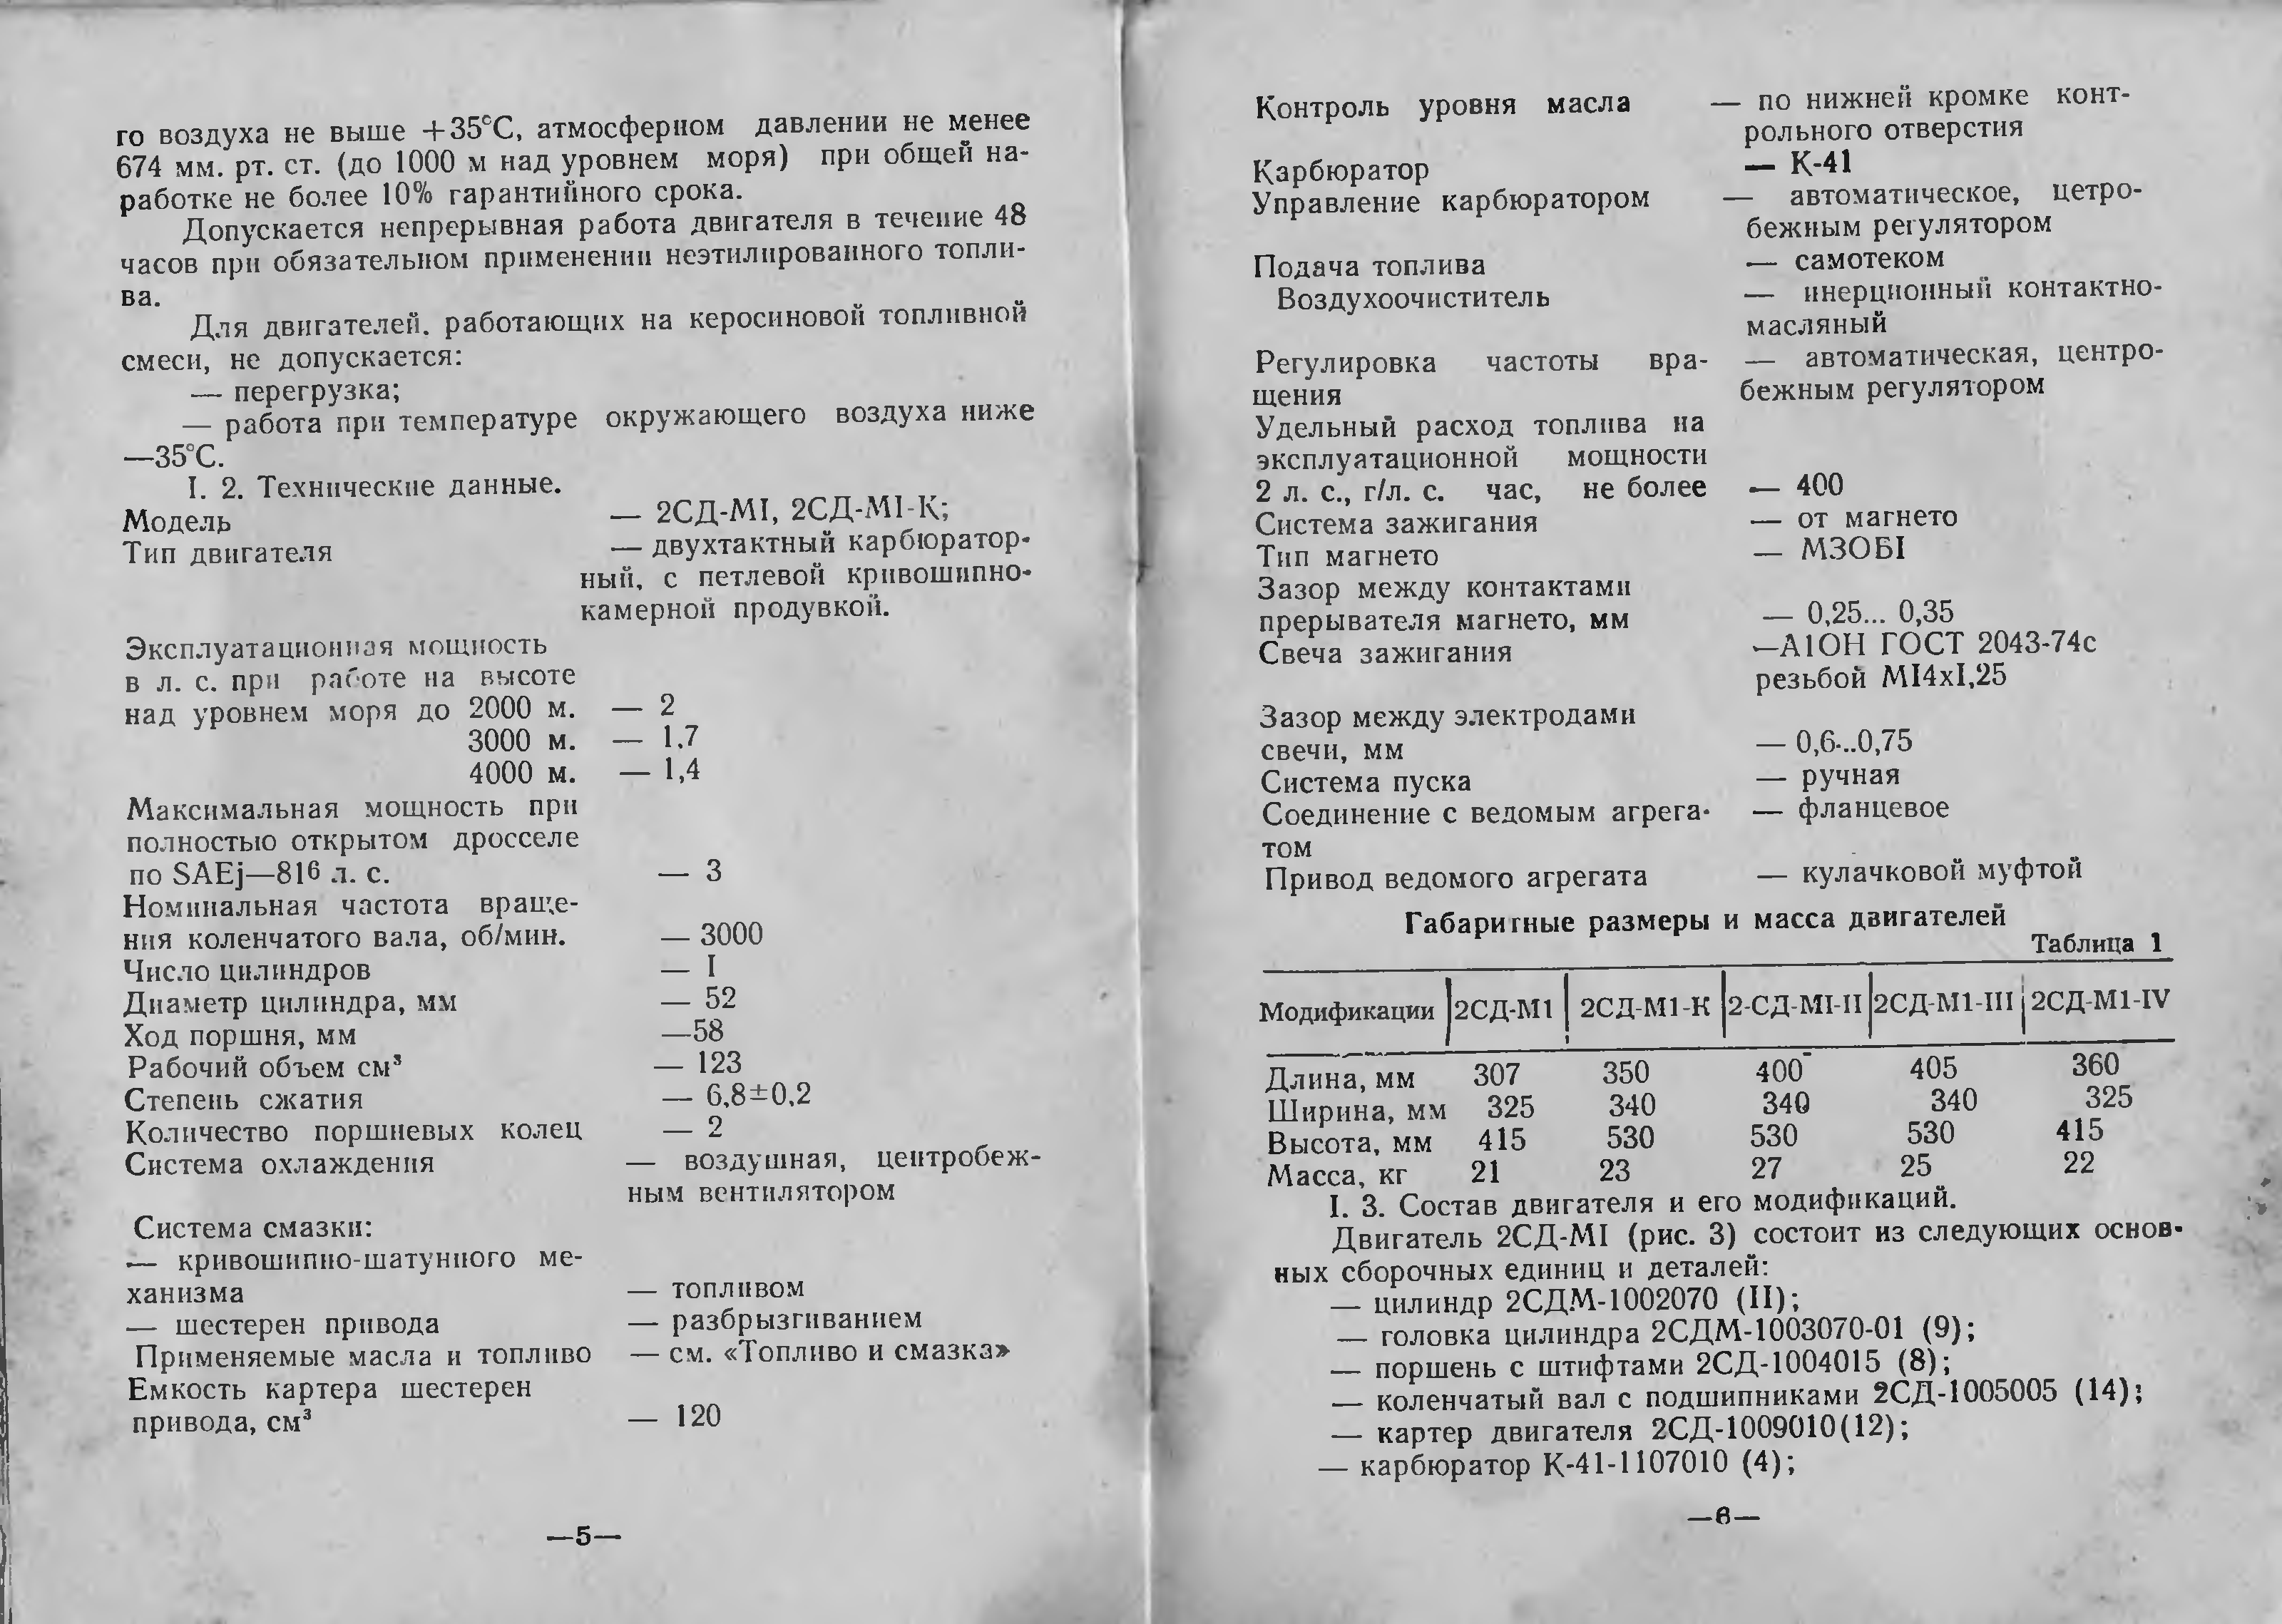 го воздуха не выше +35°С, атмосферном давлении не менее
674 мм. рт. ст. (до 1000 м над уровнем моря) при общей на-
работке не более 10% гарантийного срока.
Допускается непрерывная работа двигателя в течение 48
часов при обязательном применении неэтилированного топли-
ва.
Для двигателей. работающих на керосиновой топливной
смеси, не допускается:
— перегрузка;
— работа при температуре окружающего воздуха ниже
—35°С.
I. 2. Технические данные.
Модель — 2СД-МI, 2СД-М1-К;
Тип двигателя — двухтактный карбюратор-
ный, с петлевой кривошипно-
камерной продувкой.
Эксплуатационная мощность
в л. с. при работе на высоте
над уровнем моря до 2000 м. — 2
3000 м. — 1,7
4000 м. — 1,4
Максимальная мощность при
полностью открытом дросселе
по SAEj—816 л. с. — 3
Номинальная частота враще-
ния коленчатого вала, об/мин. — 3000
Число цилиндров — I
Диаметр цилиндра, мм — 52
Ход поршня, мм —58
Рабочий объем см³ — 123
Степень сжатия — 6,8±0,2
Количество поршневых колец — 2
Система охлаждения — воздушная, центробеж-
ным вентилятором
Система смазки:
— кривошипно-шатунного ме-
ханизма — топливом
— шестерен привода — разбрызгиванием
Применяемые масла и топливо — см. «Топливо и смазка»
Емкость картера шестерен
привода, см³ — 120
—5—
Контроль уровня масла — по нижней кромке конт-
рольного отверстия
Карбюратор — К-41
Управление карбюратором — автоматическое, цетро-
бежным регулятором
Подача топлива — самотеком
Воздухоочиститель — инерционный контактно-
масляный
Регулировка частоты вра- — автоматическая, центро-
щения бежным регулятором
Удельный расход топлива на
эксплуатационной мощности
2 л. с., г/л. с. час, не более — 400
Система зажигания — от магнето
Тип магнето — МЗОБI
Зазор между контактами
прерывателя магнето, мм — 0,25... 0,35
Свеча зажигания —А10Н ГОСТ 2043-74с
резьбой МI4хI,25
Зазор между электродами
свечи, мм — 0,6...0,75
Система пуска — ручная
Соединение с ведомым агрега- — фланцевое
том
Привод ведомого агрегата — кулачковой муфтой
Габаритные размеры и масса двигателей
Таблица 1
Модификации 2СД-М1 2СД-М1-К 2-СД-МI-II 2СД-М1-III 2СД-М1-IV
Длина, мм 307 350 400 405 360
Ширина, мм 325 340 340 340 325
Высота, мм 415 530 530 530 415
Масса, кг 21 23 27 25 22
I. 3. Состав двигателя и его модификаций.
Двигатель 2СД-МI (рис. 3) состоит из следующих основ-
ных сборочных единиц и деталей:
— цилиндр 2СДМ-1002070 (II);
— головка цилиндра 2СДМ-1003070-01 (9);
— поршень с штифтами 2СД-1004015 (8);
— коленчатый вал с подшипниками 2СД-1005005 (14);
— картер двигателя 2СД-1009010(12);
— карбюратор К-41-1107010 (4);
—6—